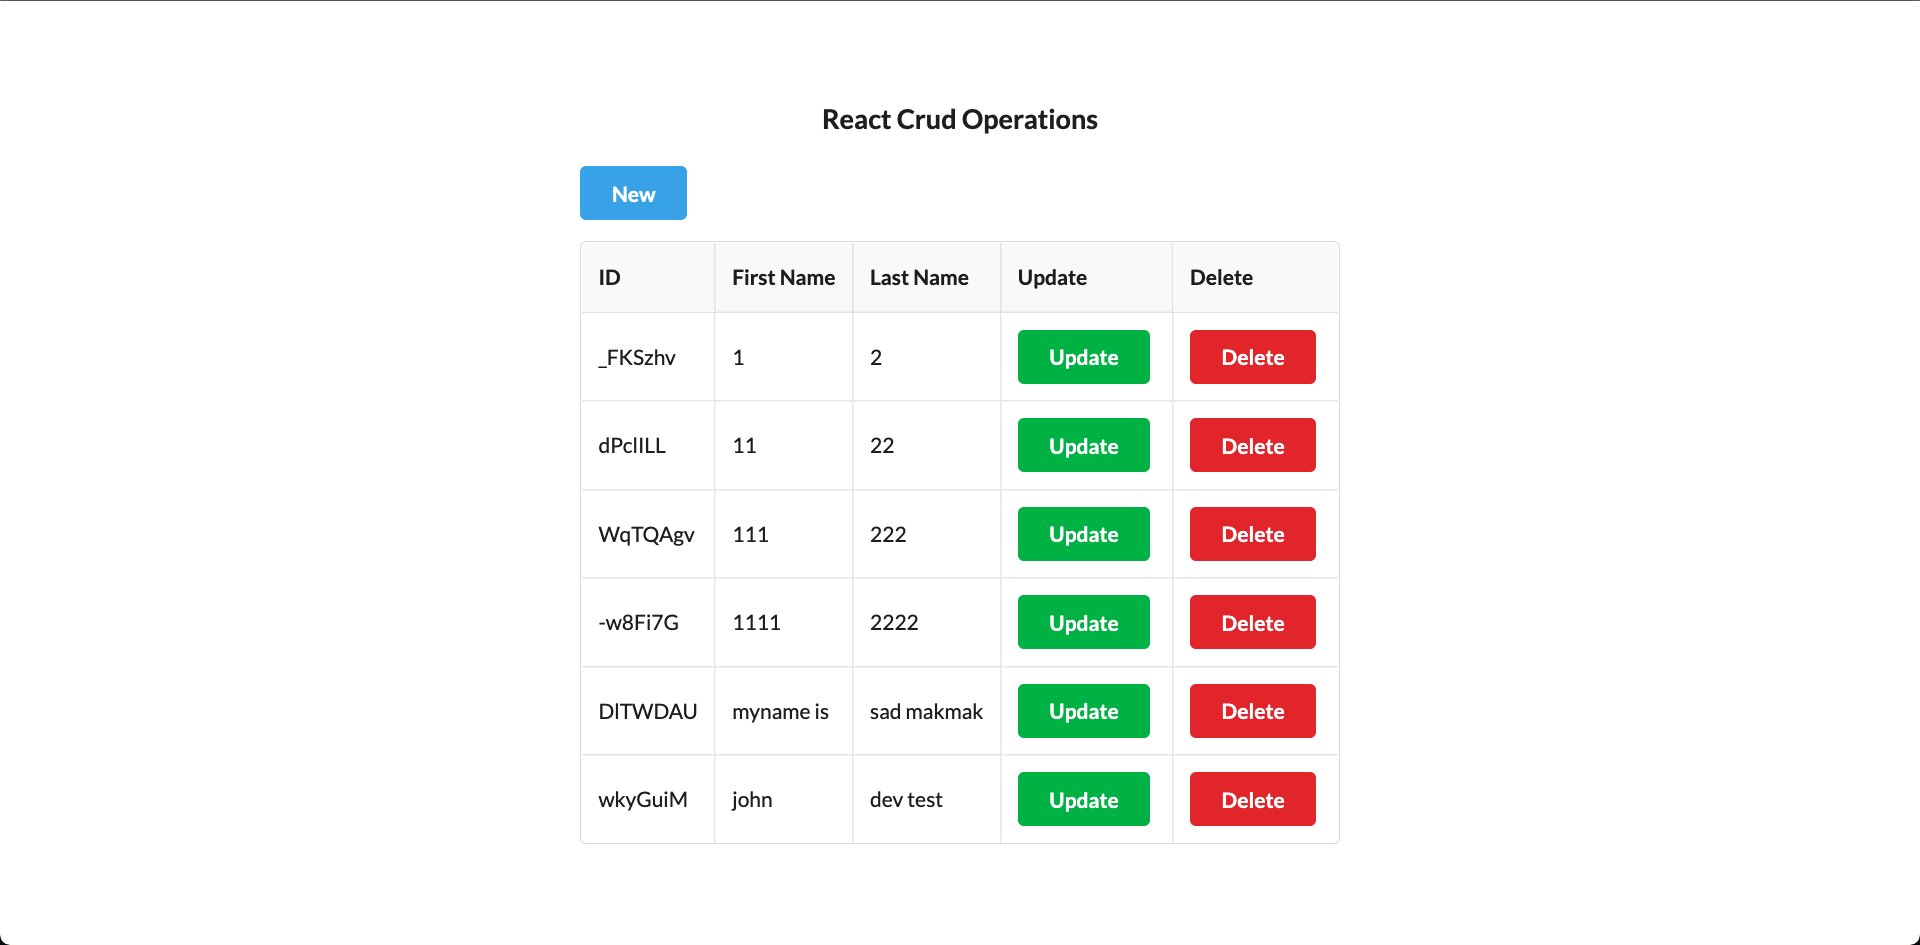 React Crud Operations
New
ID First Name Last Name Update Delete
_FKSzhv 1 2 Update Delete
dPclILL 11 22 Update Delete
WqTQAgv 111 222 Update Delete
-w8Fi7G 1111 2222 Update Delete
DlTWDAU myname is sad makmak Update Delete
wkyGuiM john dev test Update Delete